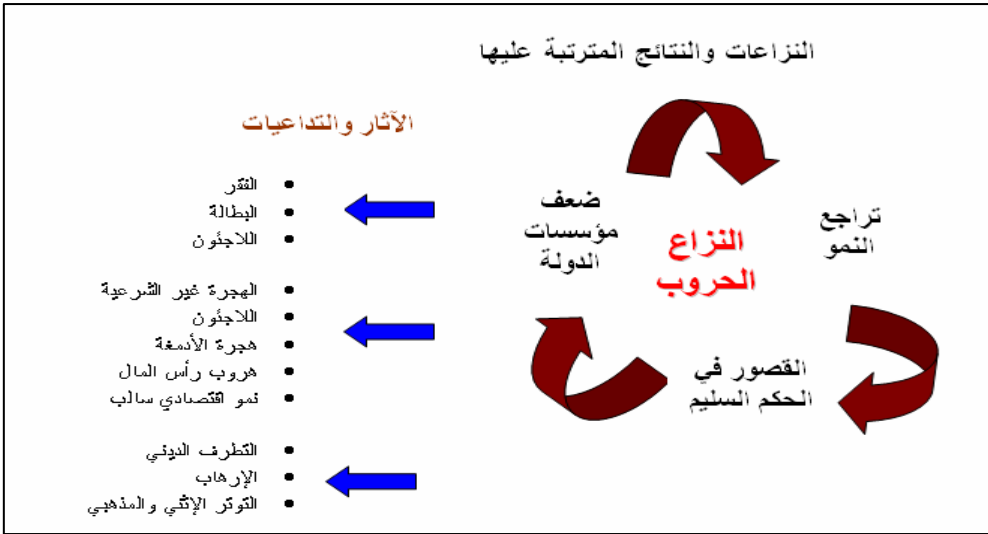 النزاعات والنتائج المترتبة عليها
تراجع
النمو
النزاع
الحروب
ضعف
مؤسسات
الدولة
القصور في
الحكم السليم
الآثار والتداعيات
• الفقر
• البطالة
• اللاجئون
• الهجرة غير الشرعية
• اللاجئون
• هجرة الأدمغة
• هروب رأس المال
• نمو اقتصادي سالب
• التطرف الديني
• الإرهاب
• التوتر الإثني والمذهبي